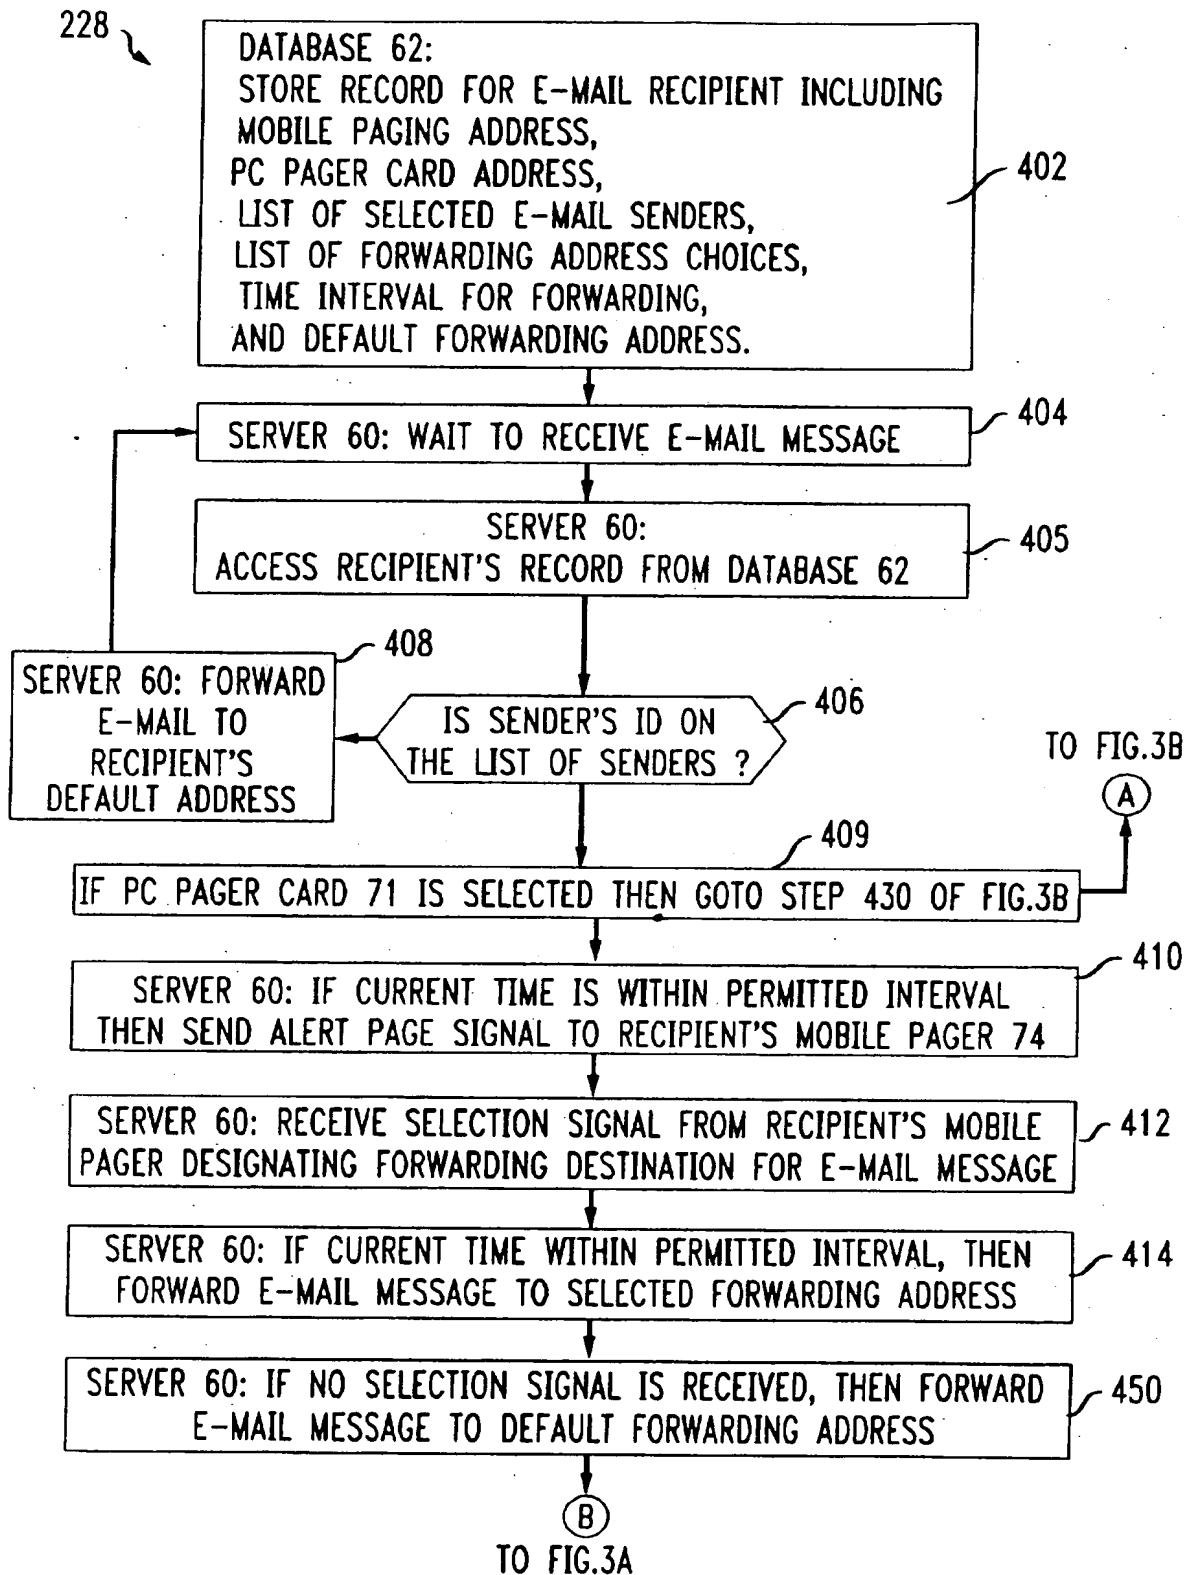 228
DATABASE 62:
STORE RECORD FOR E-MAIL RECIPIENT INCLUDING
MOBILE PAGING ADDRESS,
PC PAGER CARD ADDRESS,
LIST OF SELECTED E-MAIL SENDERS,
LIST OF FORWARDING ADDRESS CHOICES,
TIME INTERVAL FOR FORWARDING,
AND DEFAULT FORWARDING ADDRESS.
402
SERVER 60: WAIT TO RECEIVE E-MAIL MESSAGE
404
SERVER 60:
ACCESS RECIPIENT'S RECORD FROM DATABASE 62
405
408
SERVER 60: FORWARD
E-MAIL TO
RECIPIENT'S
DEFAULT ADDRESS
IS SENDER'S ID ON
THE LIST OF SENDERS ?
406
TO FIG.3B
A
409
IF PC PAGER CARD 71 IS SELECTED THEN GOTO STEP 430 OF FIG.3B
410
SERVER 60: IF CURRENT TIME IS WITHIN PERMITTED INTERVAL
THEN SEND ALERT PAGE SIGNAL TO RECIPIENT'S MOBILE PAGER 74
SERVER 60: RECEIVE SELECTION SIGNAL FROM RECIPIENT'S MOBILE
PAGER DESIGNATING FORWARDING DESTINATION FOR E-MAIL MESSAGE
412
SERVER 60: IF CURRENT TIME WITHIN PERMITTED INTERVAL, THEN
FORWARD E-MAIL MESSAGE TO SELECTED FORWARDING ADDRESS
414
SERVER 60: IF NO SELECTION SIGNAL IS RECEIVED, THEN FORWARD
E-MAIL MESSAGE TO DEFAULT FORWARDING ADDRESS
450
B
TO FIG.3A